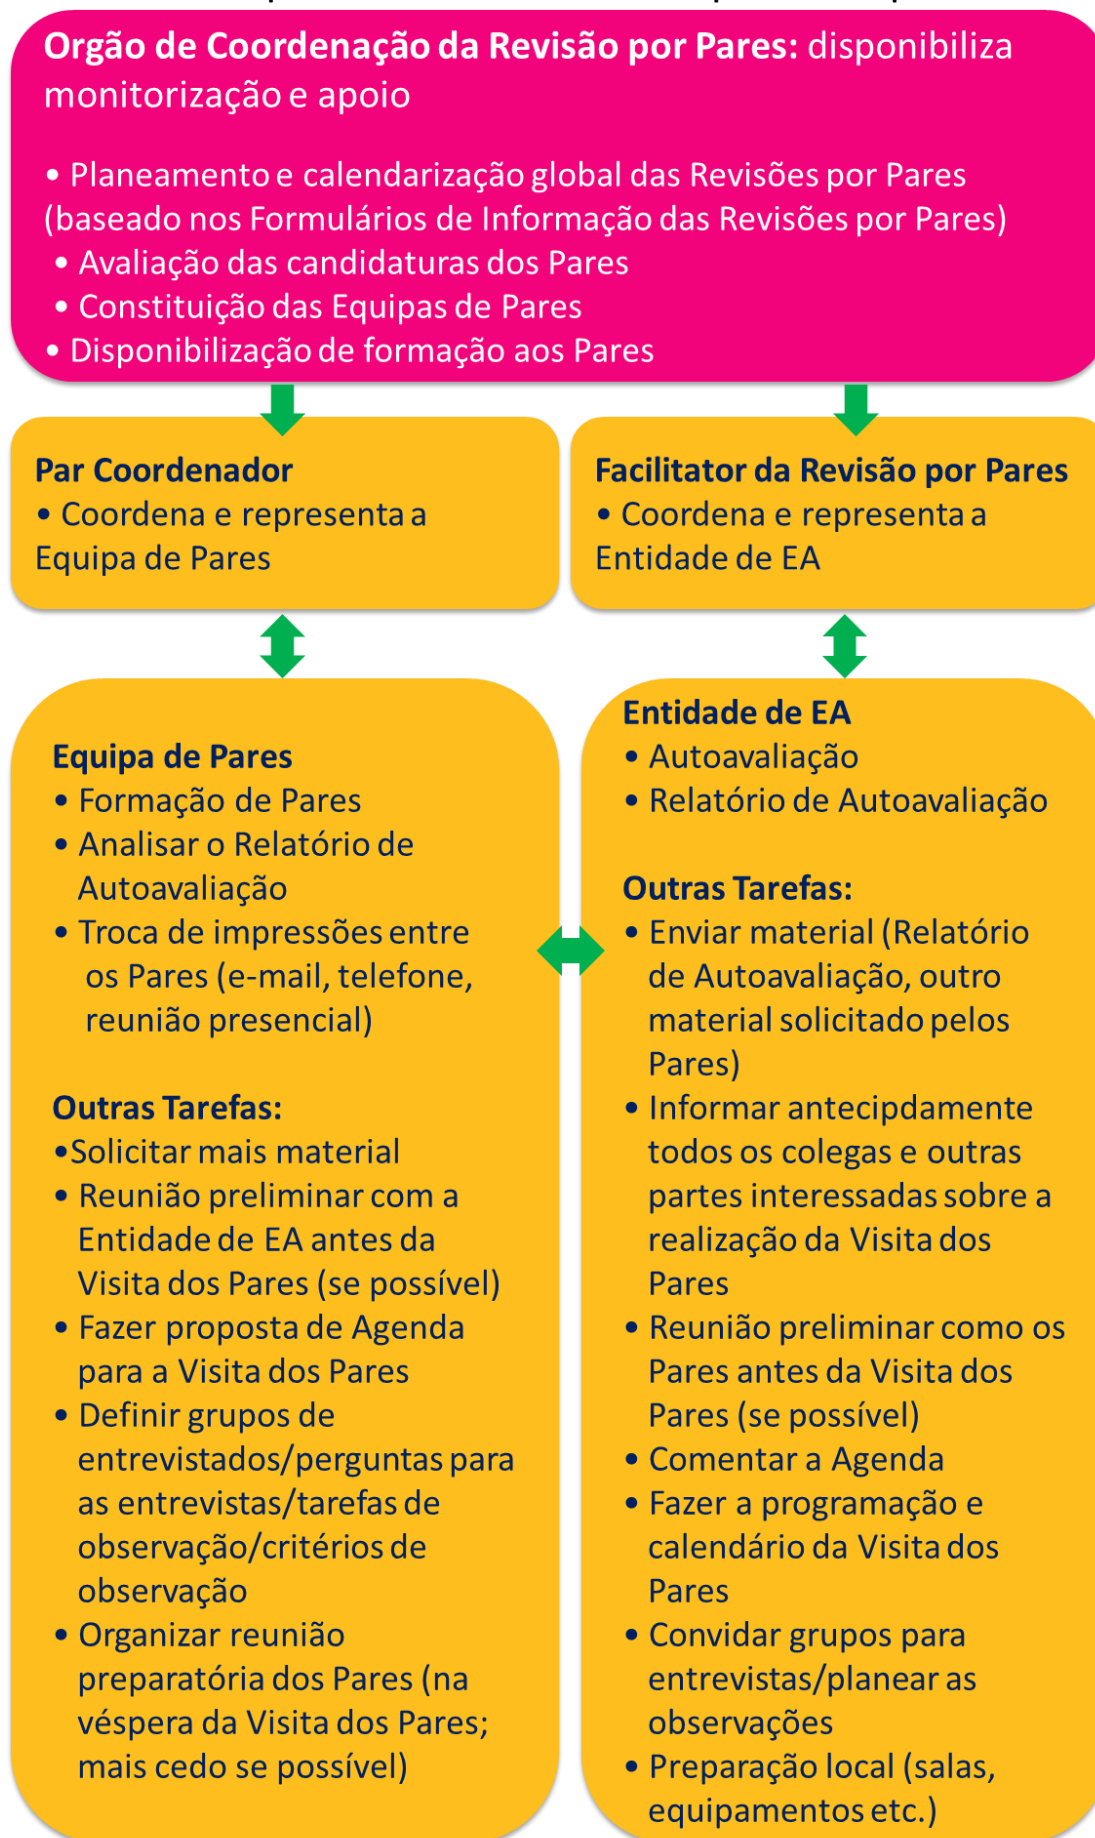 Orgão de Coordenação da Revisão por Pares: disponibiliza
monitorização e apoio
• Planeamento e calendarização global das Revisões por Pares
(baseado nos Formulários de Informação das Revisões por Pares)
• Avaliação das candidaturas dos Pares
• Constituição das Equipas de Pares
• Disponibilização de formação aos Pares
Par Coordenador
• Coordena e representa a
Equipa de Pares
Facilitator da Revisão por Pares
• Coordena e representa a
Entidade de EA
Equipa de Pares
• Formação de Pares
• Analisar o Relatório de
Autoavaliação
• Troca de impressões entre
os Pares (e-mail, telefone,
reunião presencial)
Outras Tarefas:
•Solicitar mais material
• Reunião preliminar com a
Entidade de EA antes da
Visita dos Pares (se possível)
• Fazer proposta de Agenda
para a Visita dos Pares
• Definir grupos de
entrevistados/perguntas para
as entrevistas/tarefas de
observação/critérios de
observação
• Organizar reunião
preparatória dos Pares (na
véspera da Visita dos Pares;
mais cedo se possível)
Entidade de EA
• Autoavaliação
• Relatório de Autoavaliação
Outras Tarefas:
• Enviar material (Relatório
de Autoavaliação, outro
material solicitado pelos
Pares)
• Informar antecipdamente
todos os colegas e outras
partes interessadas sobre a
realização da Visita dos
Pares
• Reunião preliminar como os
Pares antes da Visita dos
Pares (se possível)
• Comentar a Agenda
• Fazer a programação e
calendário da Visita dos
Pares
• Convidar grupos para
entrevistas/planear as
observações
• Preparação local (salas,
equipamentos etc.)